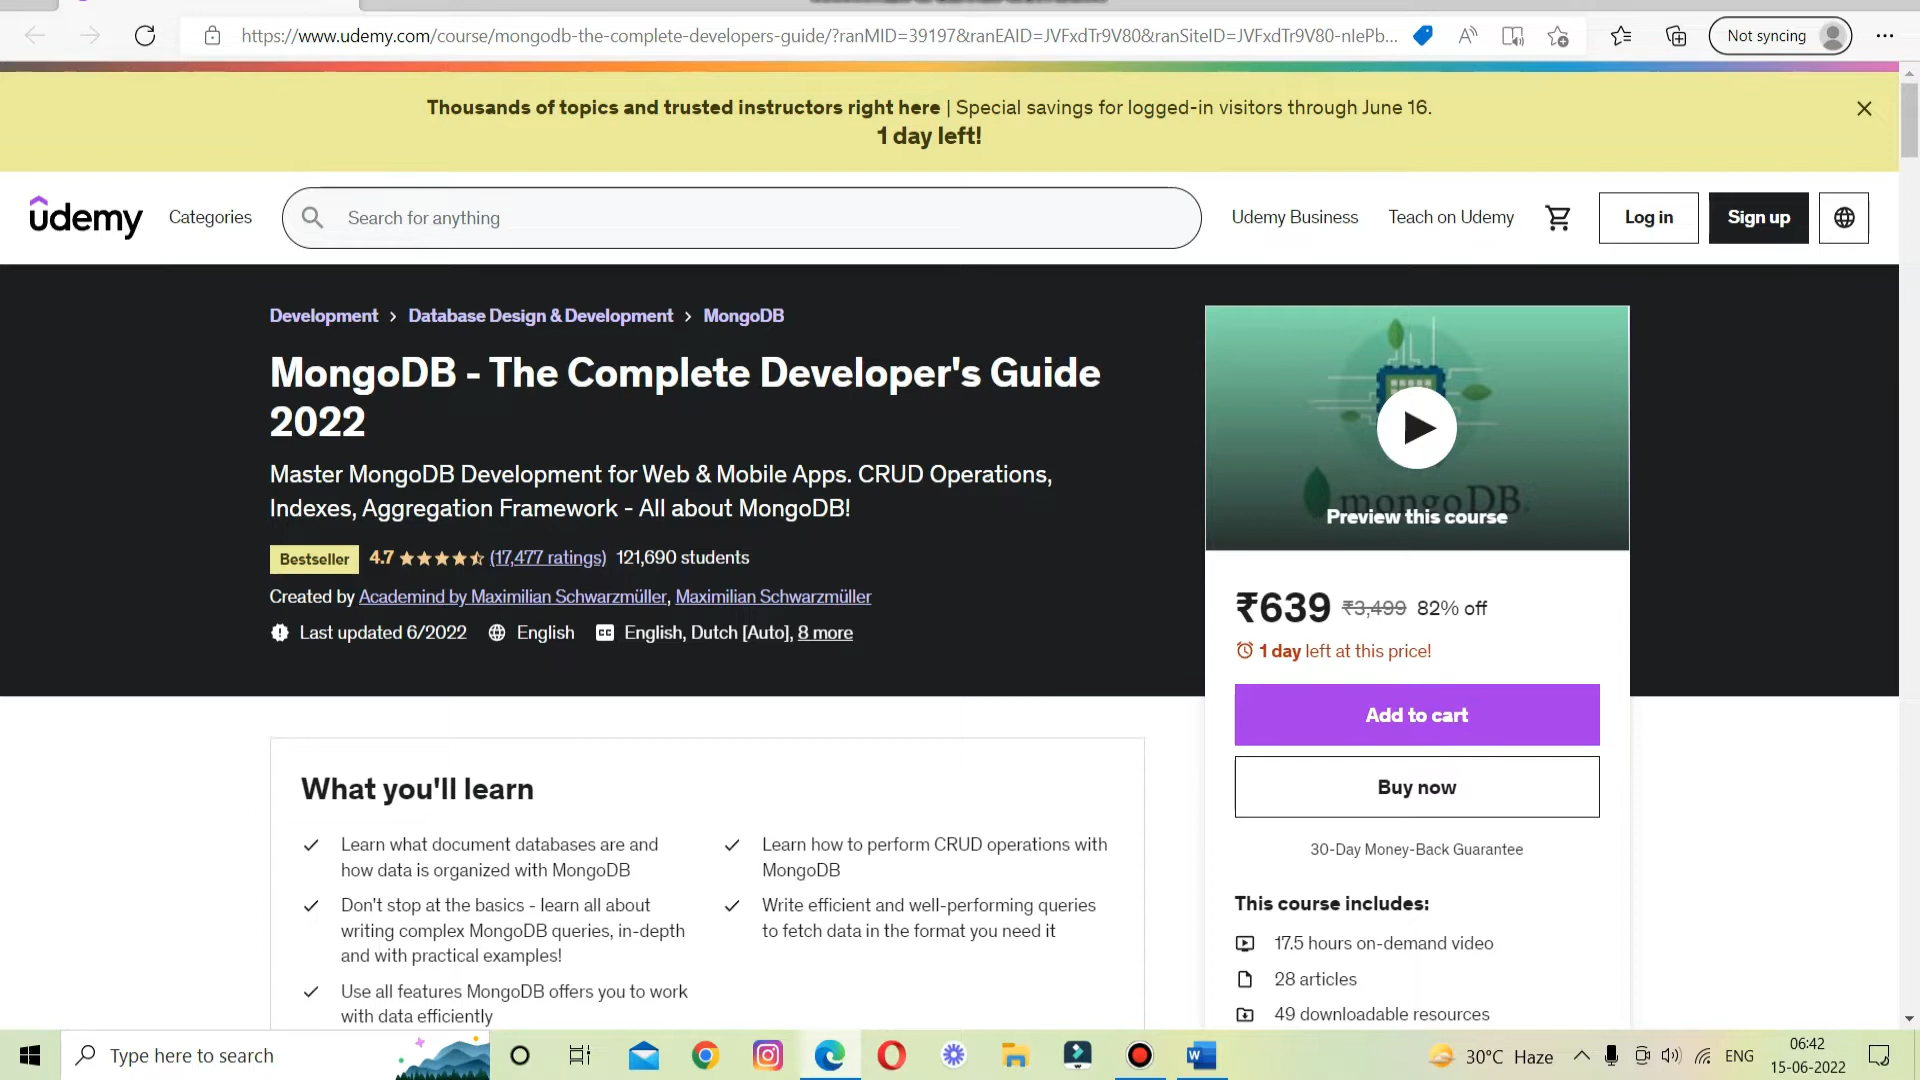 https://www.udemy.com/course/mongodb-the-complete-developers-guide/?ranMID=39197&ranEAID=JVFxdTr9V80&ranSiteID=JVFxdTr9V80-nIePb...
Not syncing
Thousands of topics and trusted instructors right here | Special savings for logged-in visitors through June 16.
1 day left!
udemy
Categories
Search for anything
Udemy Business
Teach on Udemy
Log in
Sign up
Development > Database Design & Development > MongoDB
MongoDB - The Complete Developer's Guide
2022
Master MongoDB Development for Web & Mobile Apps. CRUD Operations,
Indexes, Aggregation Framework - All about MongoDB!
Bestseller 4.7 (17,477 ratings) 121,690 students
Created by Academind by Maximilian Schwarzmüller, Maximilian Schwarzmüller
Last updated 6/2022 English CC English, Dutch [Auto], 8 more
mongoDB.
Preview this course
₹639 ₹3,499 82% off
1 day left at this price!
Add to cart
Buy now
30-Day Money-Back Guarantee
This course includes:
17.5 hours on-demand video
28 articles
49 downloadable resources
What you'll learn
Learn what document databases are and
how data is organized with MongoDB
Don't stop at the basics - learn all about
writing complex MongoDB queries, in-depth
and with practical examples!
Use all features MongoDB offers you to work
with data efficiently
Learn how to perform CRUD operations with
MongoDB
Write efficient and well-performing queries
to fetch data in the format you need it
Type here to search
30°C Haze
ENG
06:42
15-06-2022